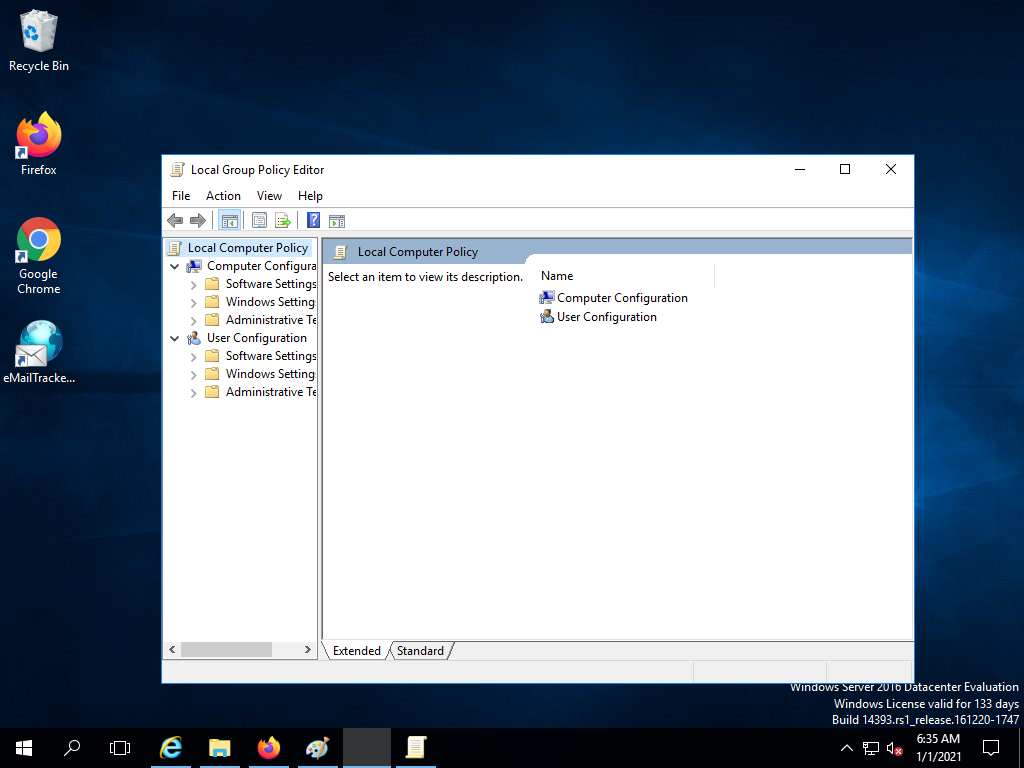 Recycle Bin
Firefox
Google
Chrome
eMailTracke...
Local Group Policy Editor
File Action View Help
Local Computer Policy
Computer Configura
Software Settings
Windows Setting
Administrative Te
User Configuration
Software Settings
Windows Setting
Administrative Te
Local Computer Policy
Select an item to view its description.
Name
Computer Configuration
User Configuration
Extended Standard
Windows Server 2016 Datacenter Evaluation
Windows License valid for 133 days
Build 14393.rs1_release.161220-1747
6:35 AM
1/1/2021